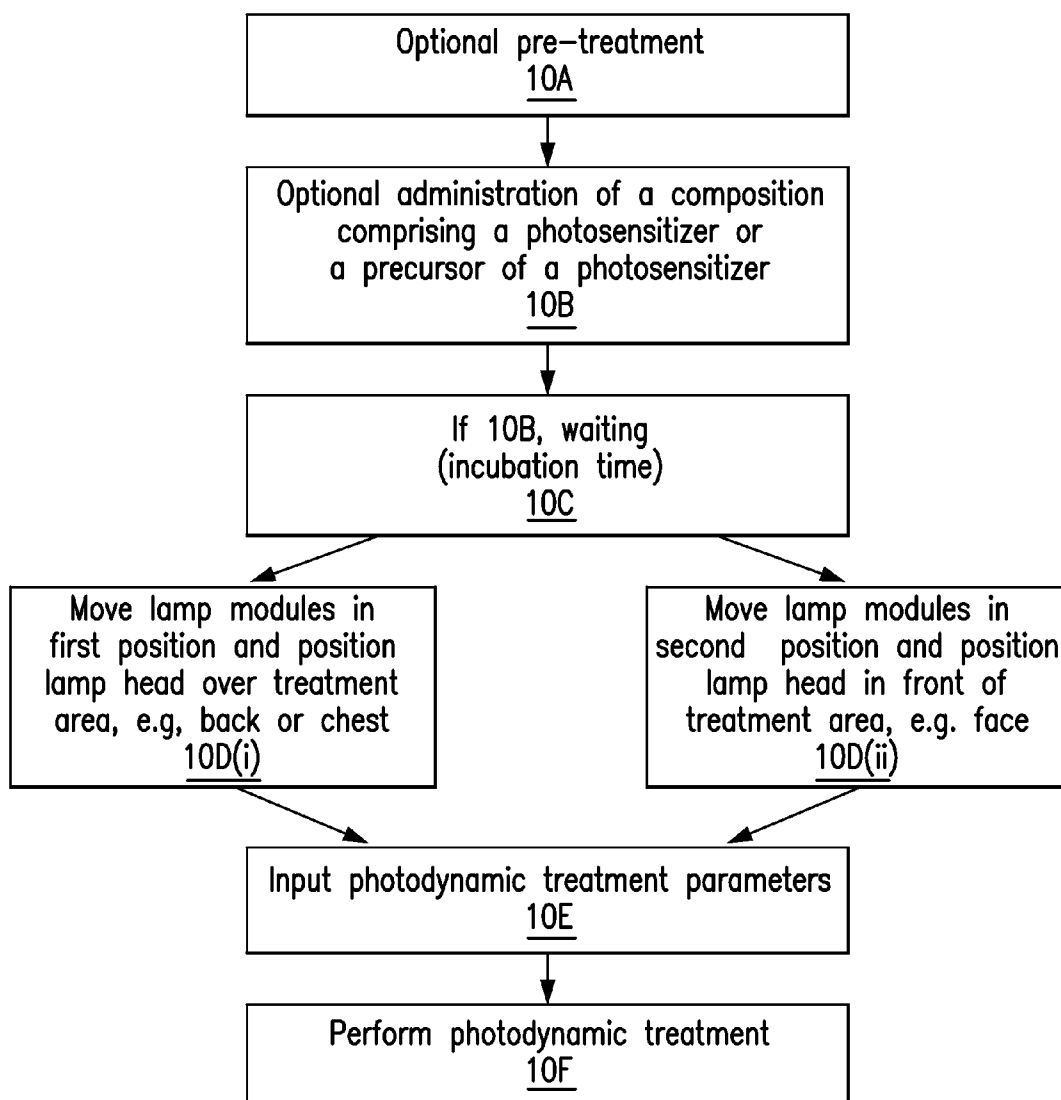 Optional pre-treatment
10A
Optional administration of a composition
comprising a photosensitizer or
a precursor of a photosensitizer
10B
If 10B, waiting
(incubation time)
10C
Move lamp modules in
first position and position
lamp head over treatment
area, e.g, back or chest
10D(i)
Move lamp modules in
second position and position
lamp head in front of
treatment area, e.g. face
10D(ii)
Input photodynamic treatment parameters
10E
Perform photodynamic treatment
10F